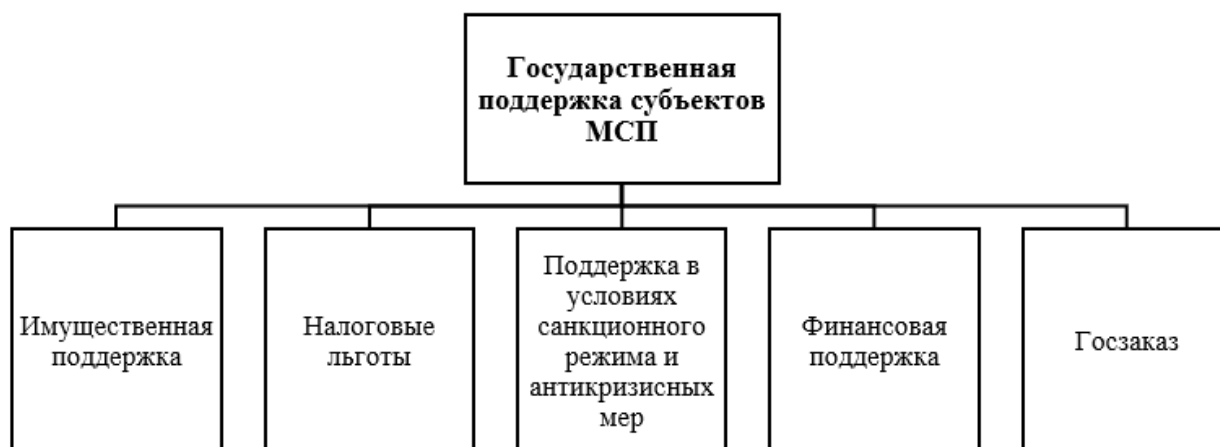 Государственная
поддержка субъектов
МСП
Имущественная
поддержка
Налоговые
льготы
Поддержка в
условиях
санкционного
режима и
антикризисных
мер
Финансовая
поддержка
Госзаказ